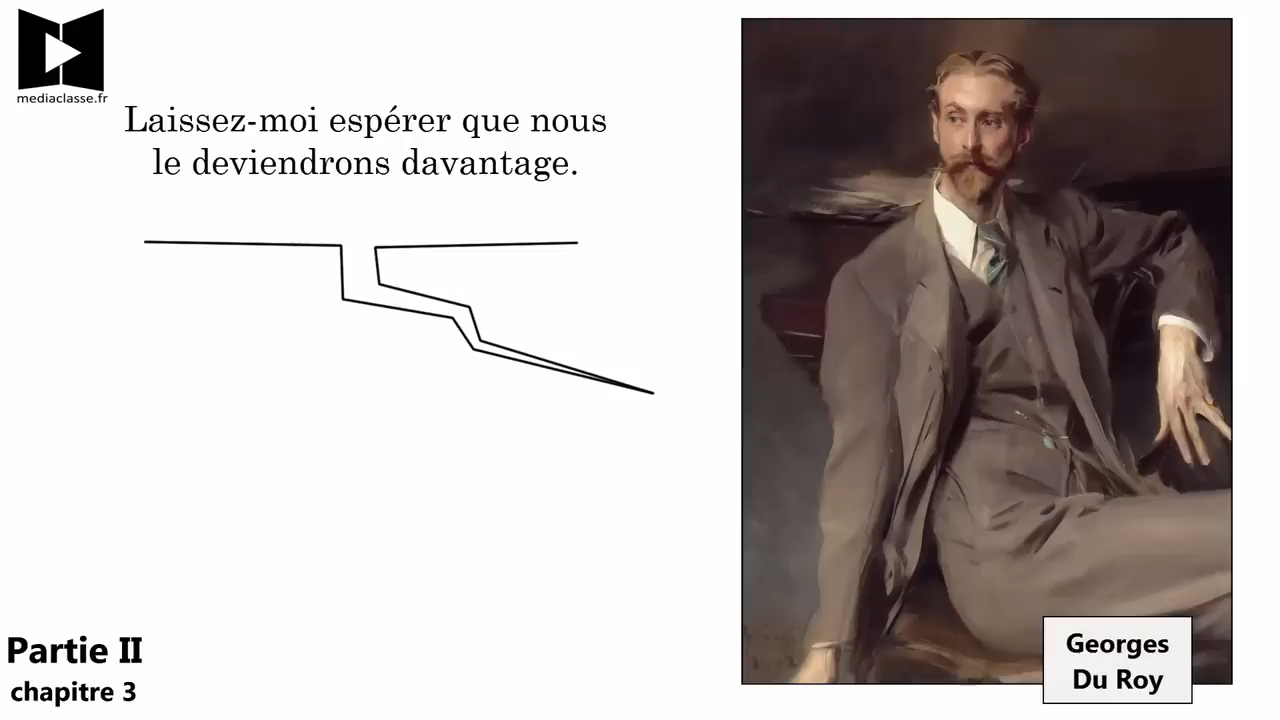 mediaclasse.fr
Laissez-moi espérer que nous
le deviendrons davantage.
Partie II
chapitre 3
Georges
Du Roy